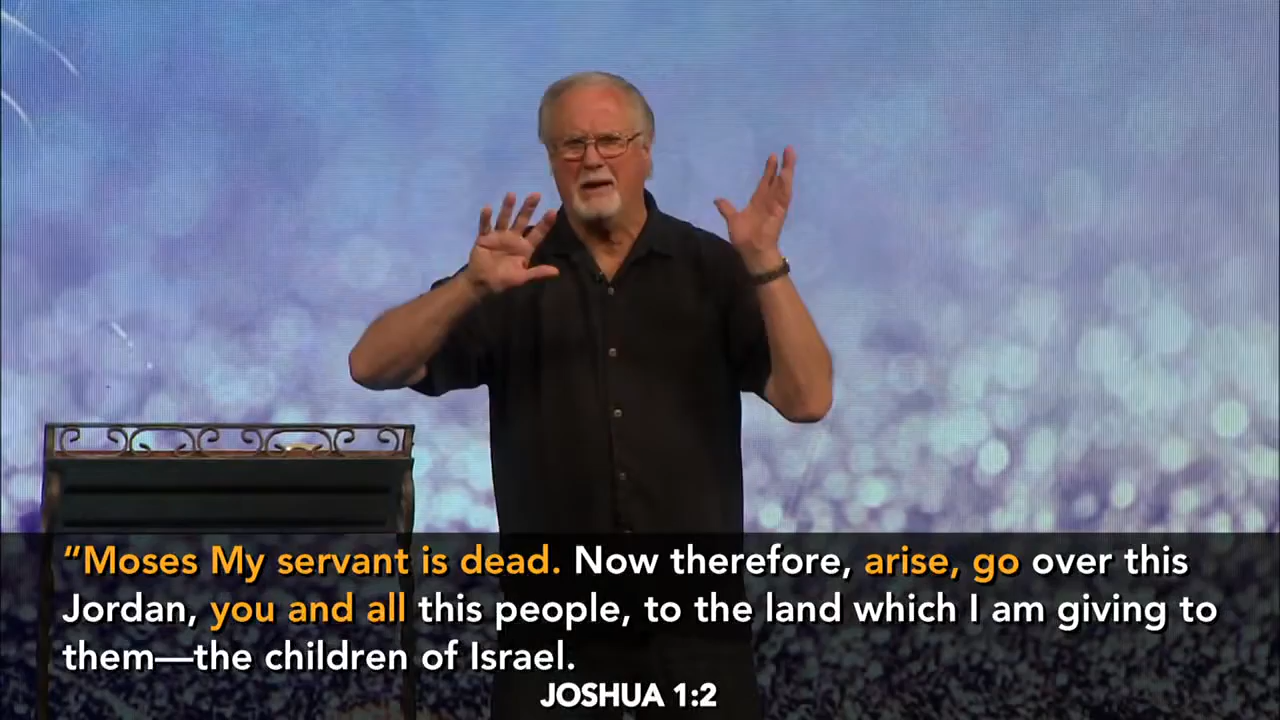 “Moses My servant is dead. Now therefore, arise, go over this
Jordan, you and all this people, to the land which I am giving to
them—the children of Israel.
JOSHUA 1:2